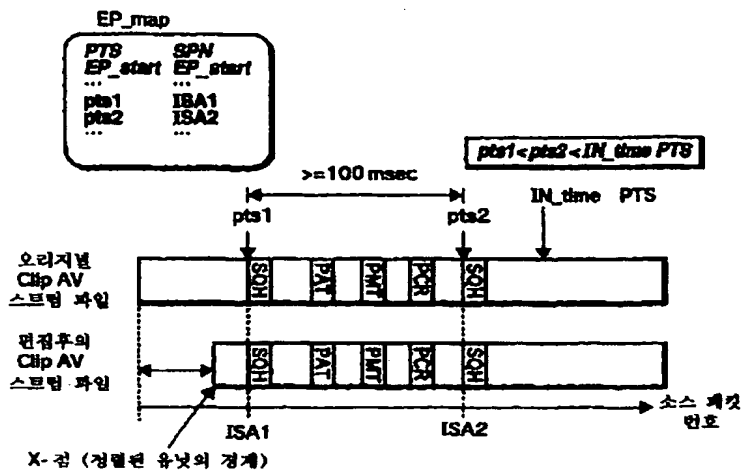 EP_map
PTS SPN
EP_start EP_start
... ...
pts1 ISA1
pts2 ISA2
... ...
pts1<pts2<IN_time PTS
>=100 msec
IN_time PTS
pts1 pts2
오리지널
Clip AV
스트림 파일
SQH PAT PMT PCR SQH
편집후의
Clip AV
스트림 파일
SQH PAT PMT PCR SQH
소스 패킷
번호
ISA1 ISA2
X-점 (정렬된 유닛의 경계)